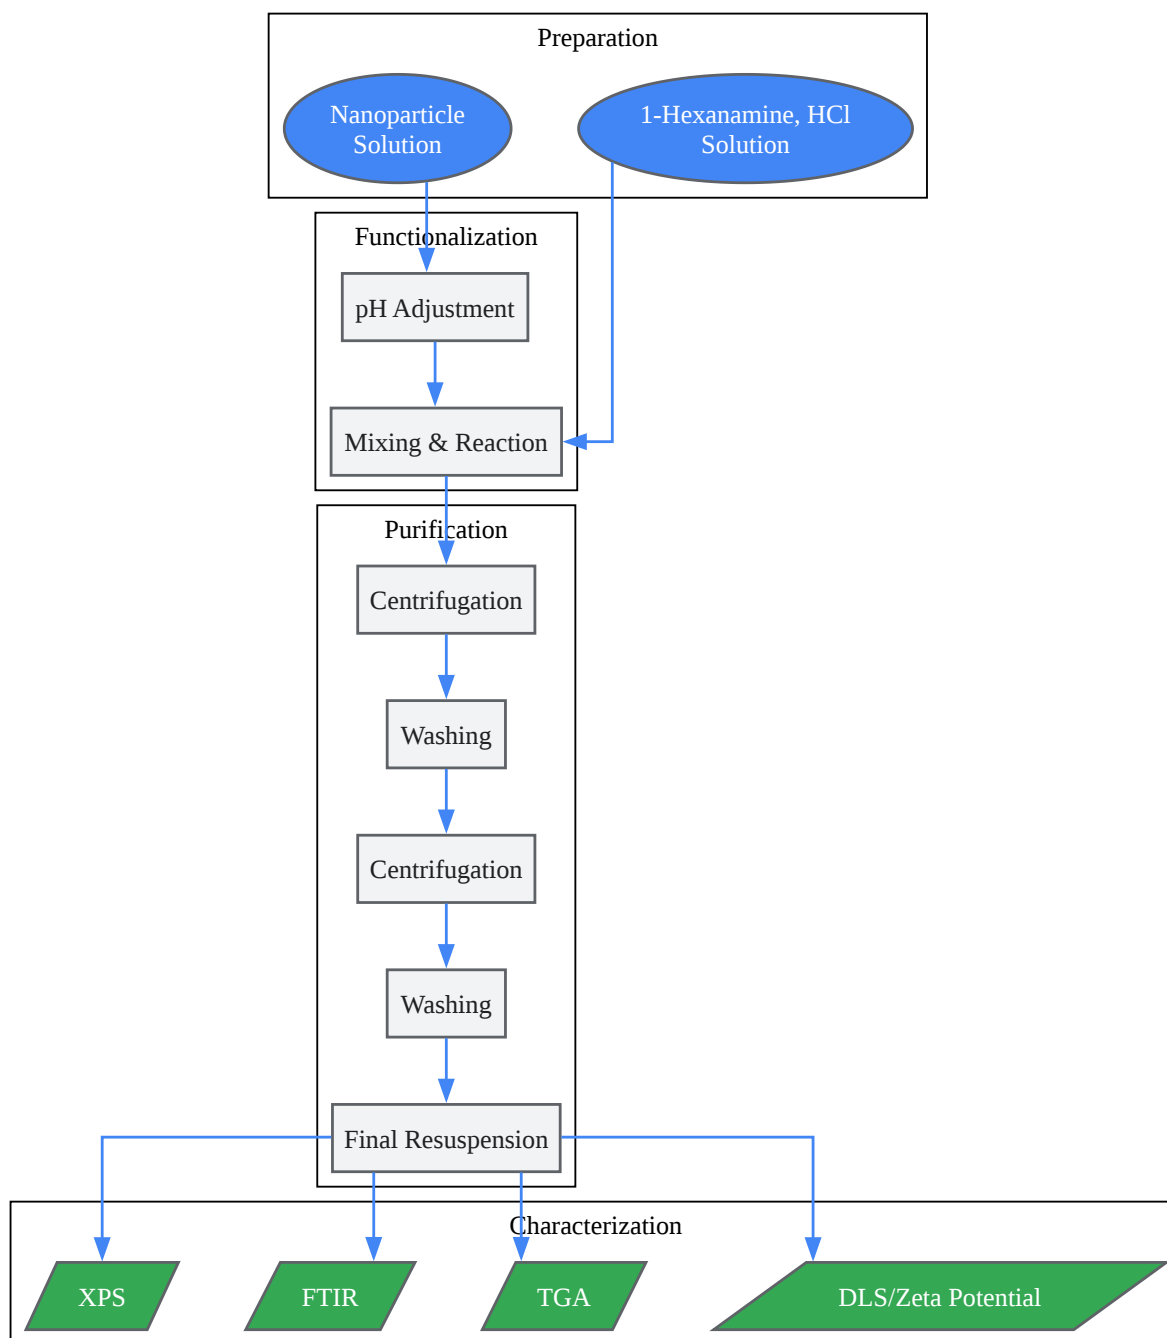 Preparation
Nanoparticle
Solution
1-Hexanamine, HCl
Solution
Functionalization
pH Adjustment
Mixing & Reaction
Purification
Centrifugation
Washing
Centrifugation
Washing
Final Resuspension
Characterization
XPS
FTIR
TGA
DLS/Zeta Potential